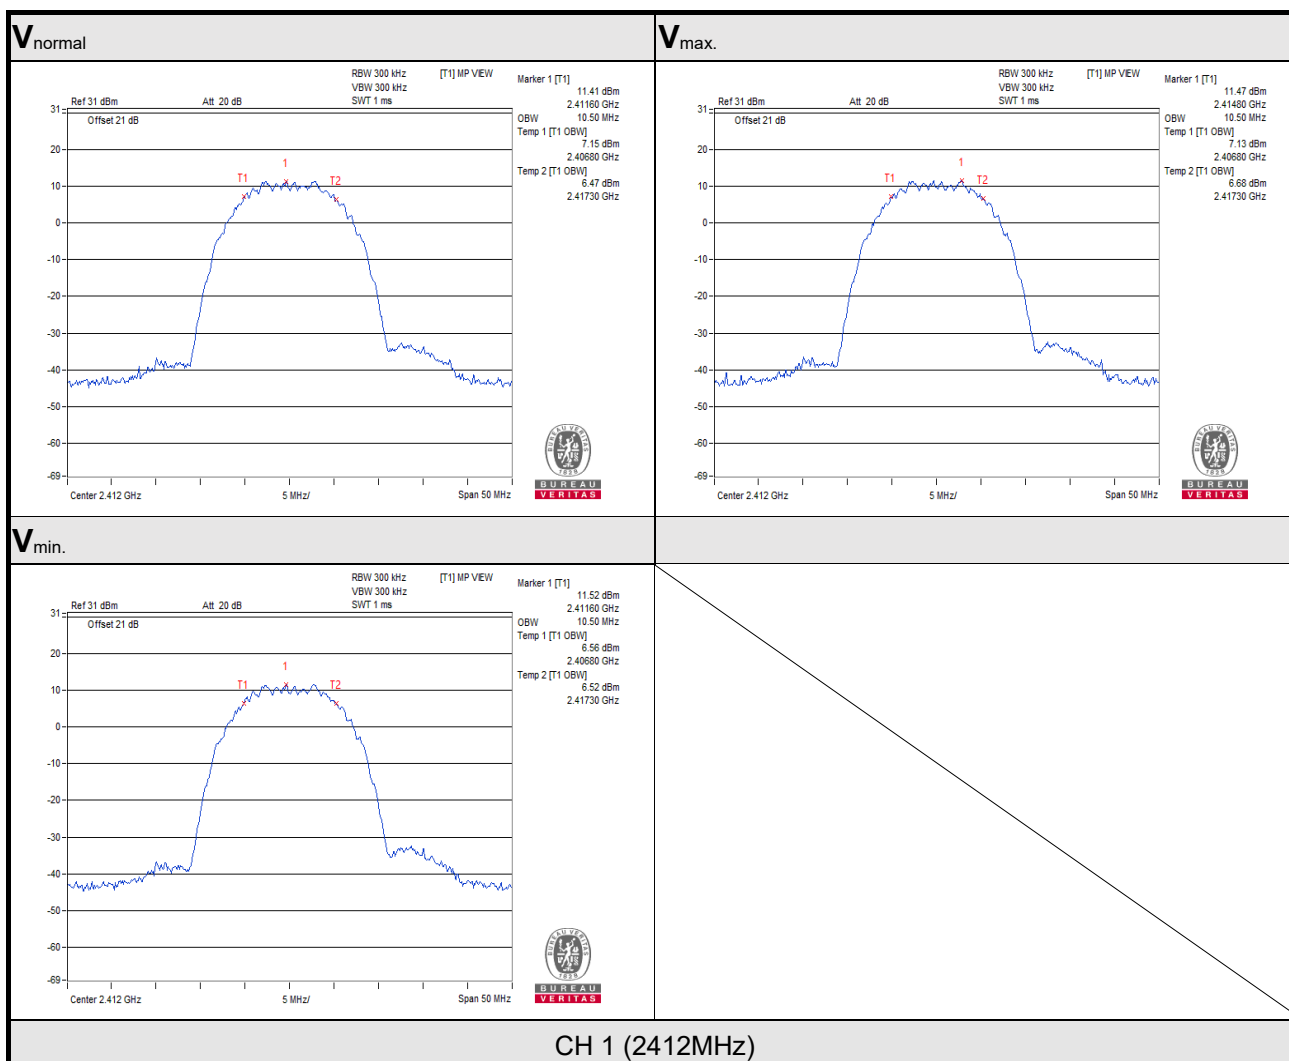 Vnormal
RBW 300 kHz [T1] MP VIEW
VBW 300 kHz
Ref 31 dBm Att 20 dB SWT 1 ms
Offset 21 dB
Marker 1 [T1]
11.41 dBm
2.41160 GHz
OBW 10.50 MHz
Temp 1 [T1 OBW]
7.15 dBm
2.40680 GHz
Temp 2 [T1 OBW]
6.47 dBm
2.41730 GHz
31
20
10
0
-10
-20
-30
-40
-50
-60
-69
T1
1
T2
Center 2.412 GHz 5 MHz/ Span 50 MHz
BUREAU VERITAS
1828
BUREAU
VERITAS
Vmax.
RBW 300 kHz [T1] MP VIEW
VBW 300 kHz
Ref 31 dBm Att 20 dB SWT 1 ms
Offset 21 dB
Marker 1 [T1]
11.47 dBm
2.41480 GHz
OBW 10.50 MHz
Temp 1 [T1 OBW]
7.13 dBm
2.40680 GHz
Temp 2 [T1 OBW]
6.68 dBm
2.41730 GHz
31
20
10
0
-10
-20
-30
-40
-50
-60
-69
T1
1
T2
Center 2.412 GHz 5 MHz/ Span 50 MHz
BUREAU VERITAS
1828
BUREAU
VERITAS
Vmin.
RBW 300 kHz [T1] MP VIEW
VBW 300 kHz
Ref 31 dBm Att 20 dB SWT 1 ms
Offset 21 dB
Marker 1 [T1]
11.52 dBm
2.41160 GHz
OBW 10.50 MHz
Temp 1 [T1 OBW]
6.56 dBm
2.40680 GHz
Temp 2 [T1 OBW]
6.52 dBm
2.41730 GHz
31
20
10
0
-10
-20
-30
-40
-50
-60
-69
T1
1
T2
Center 2.412 GHz 5 MHz/ Span 50 MHz
BUREAU VERITAS
1828
BUREAU
VERITAS
CH 1 (2412MHz)